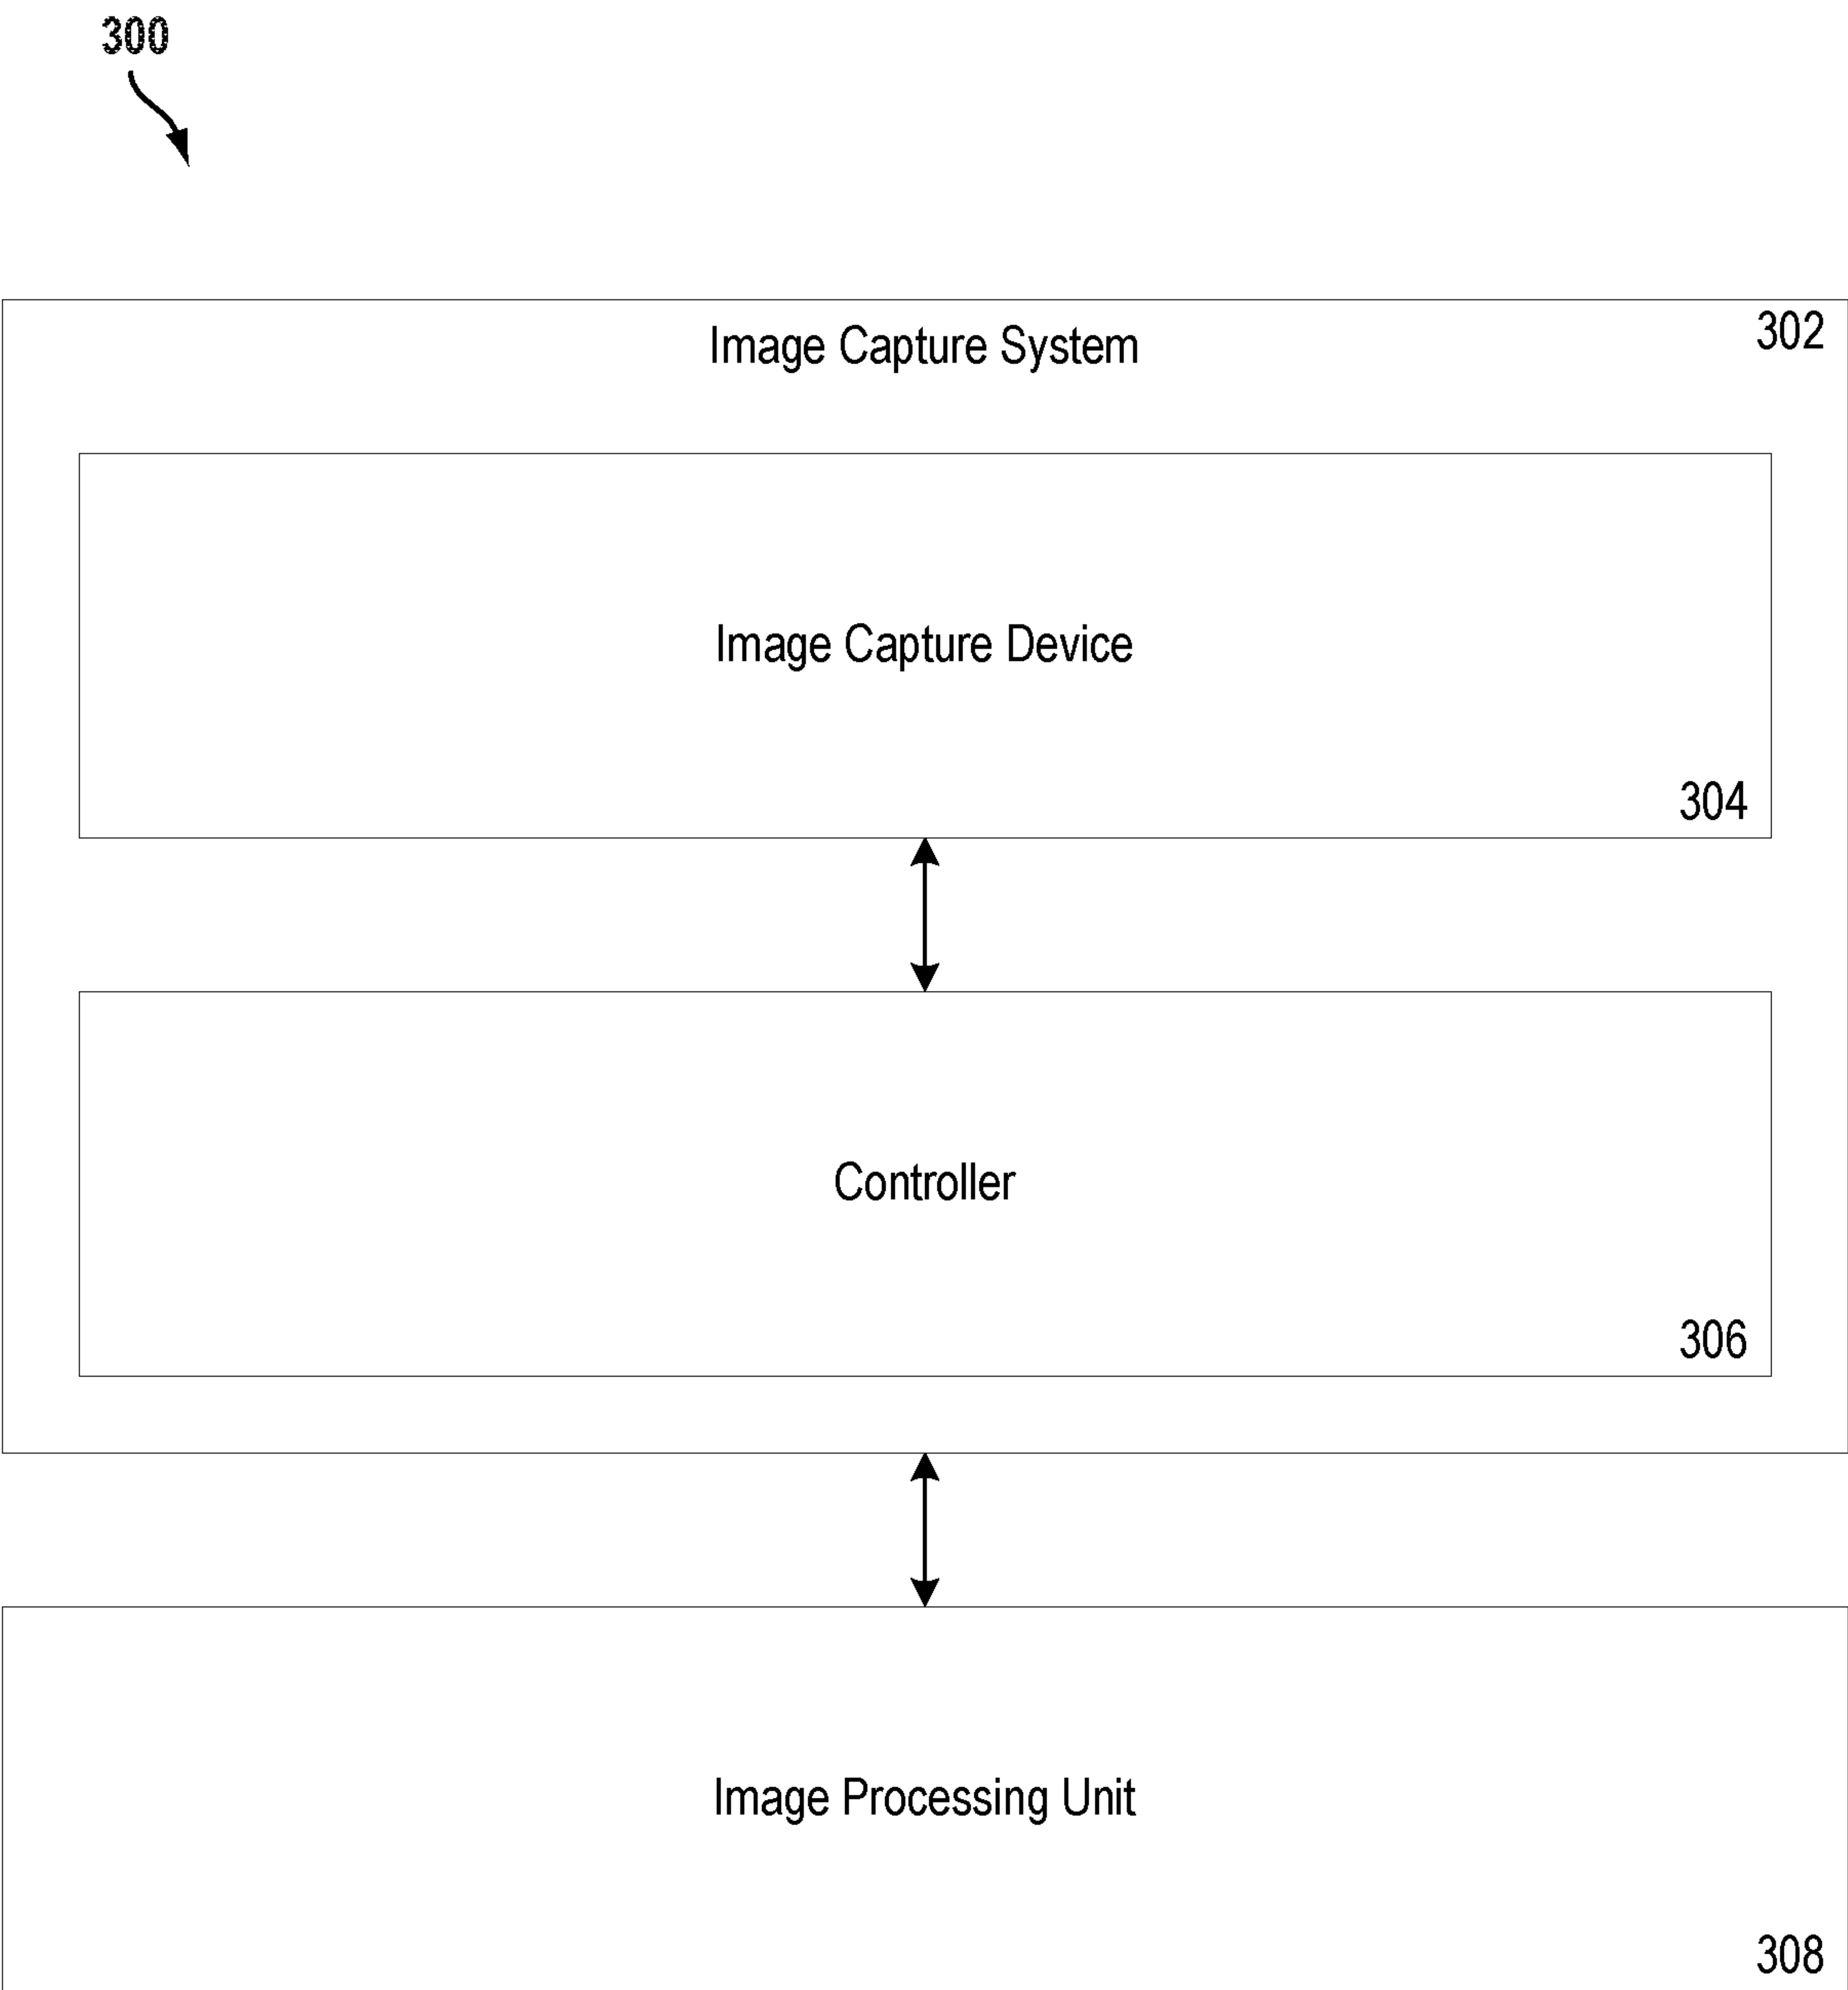 300
Image Capture System
302
Image Capture Device
304
Controller
306
Image Processing Unit
308